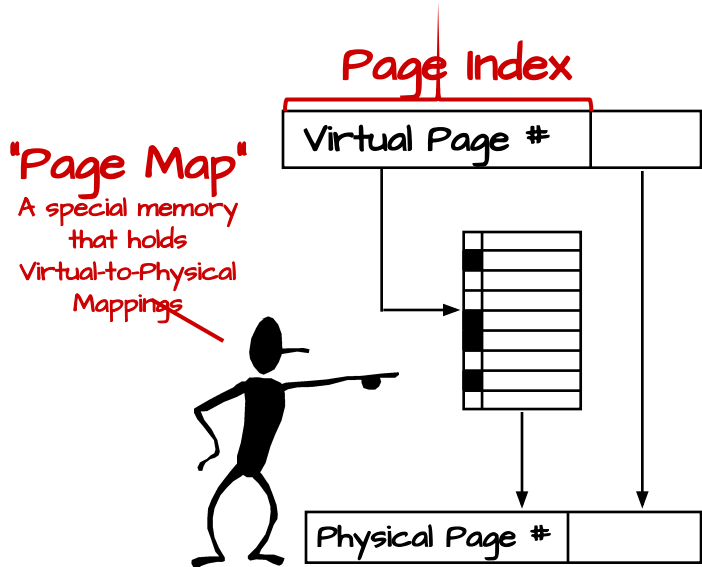 Page Index
Virtual Page #
"Page Map"
A special memory
that holds
Virtual-to-Physical
Mappings
Physical Page #